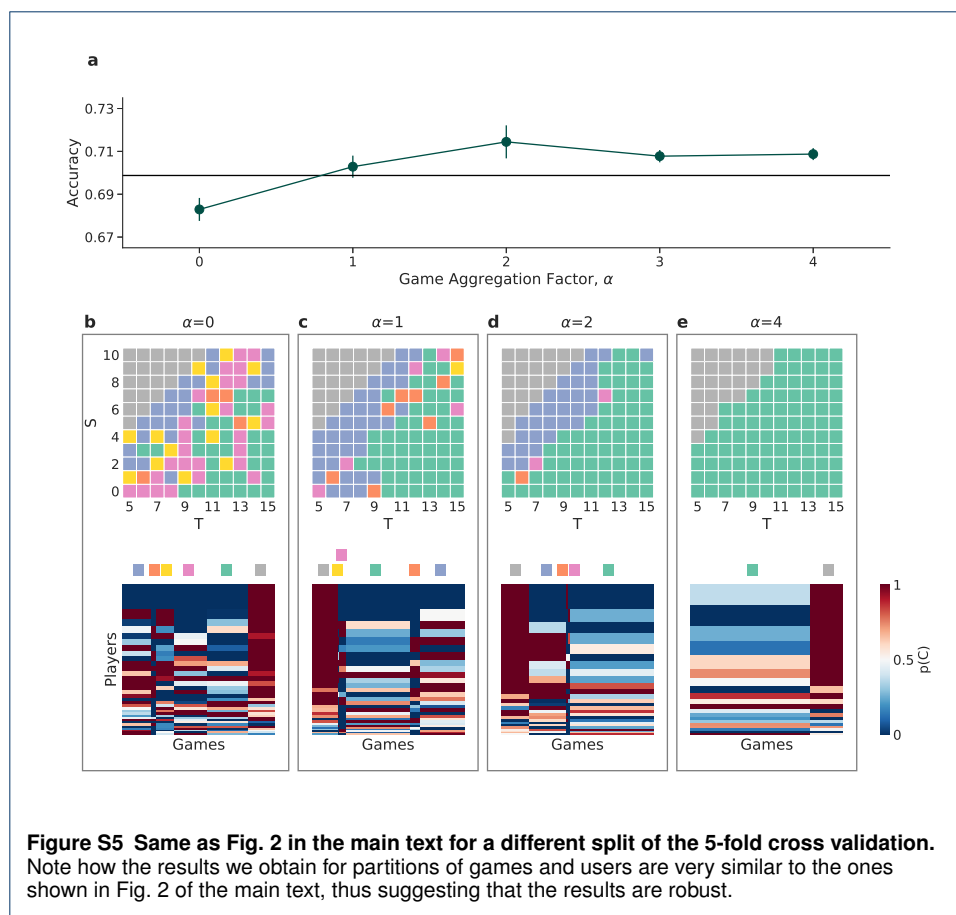 a
0.73
0.71
0.69
0.67
Accuracy
0 1 2 3 4
Game Aggregation Factor, α
b α=0 c α=1 d α=2 e α=4
10
8
6
4
2
0
S
5 7 9 11 13 15 5 7 9 11 13 15 5 7 9 11 13 15 5 7 9 11 13 15
T T T T
Players
1
0.5
0
p(C)
Games Games Games Games
Figure S5 Same as Fig. 2 in the main text for a different split of the 5-fold cross validation.
Note how the results we obtain for partitions of games and users are very similar to the ones
shown in Fig. 2 of the main text, thus suggesting that the results are robust.